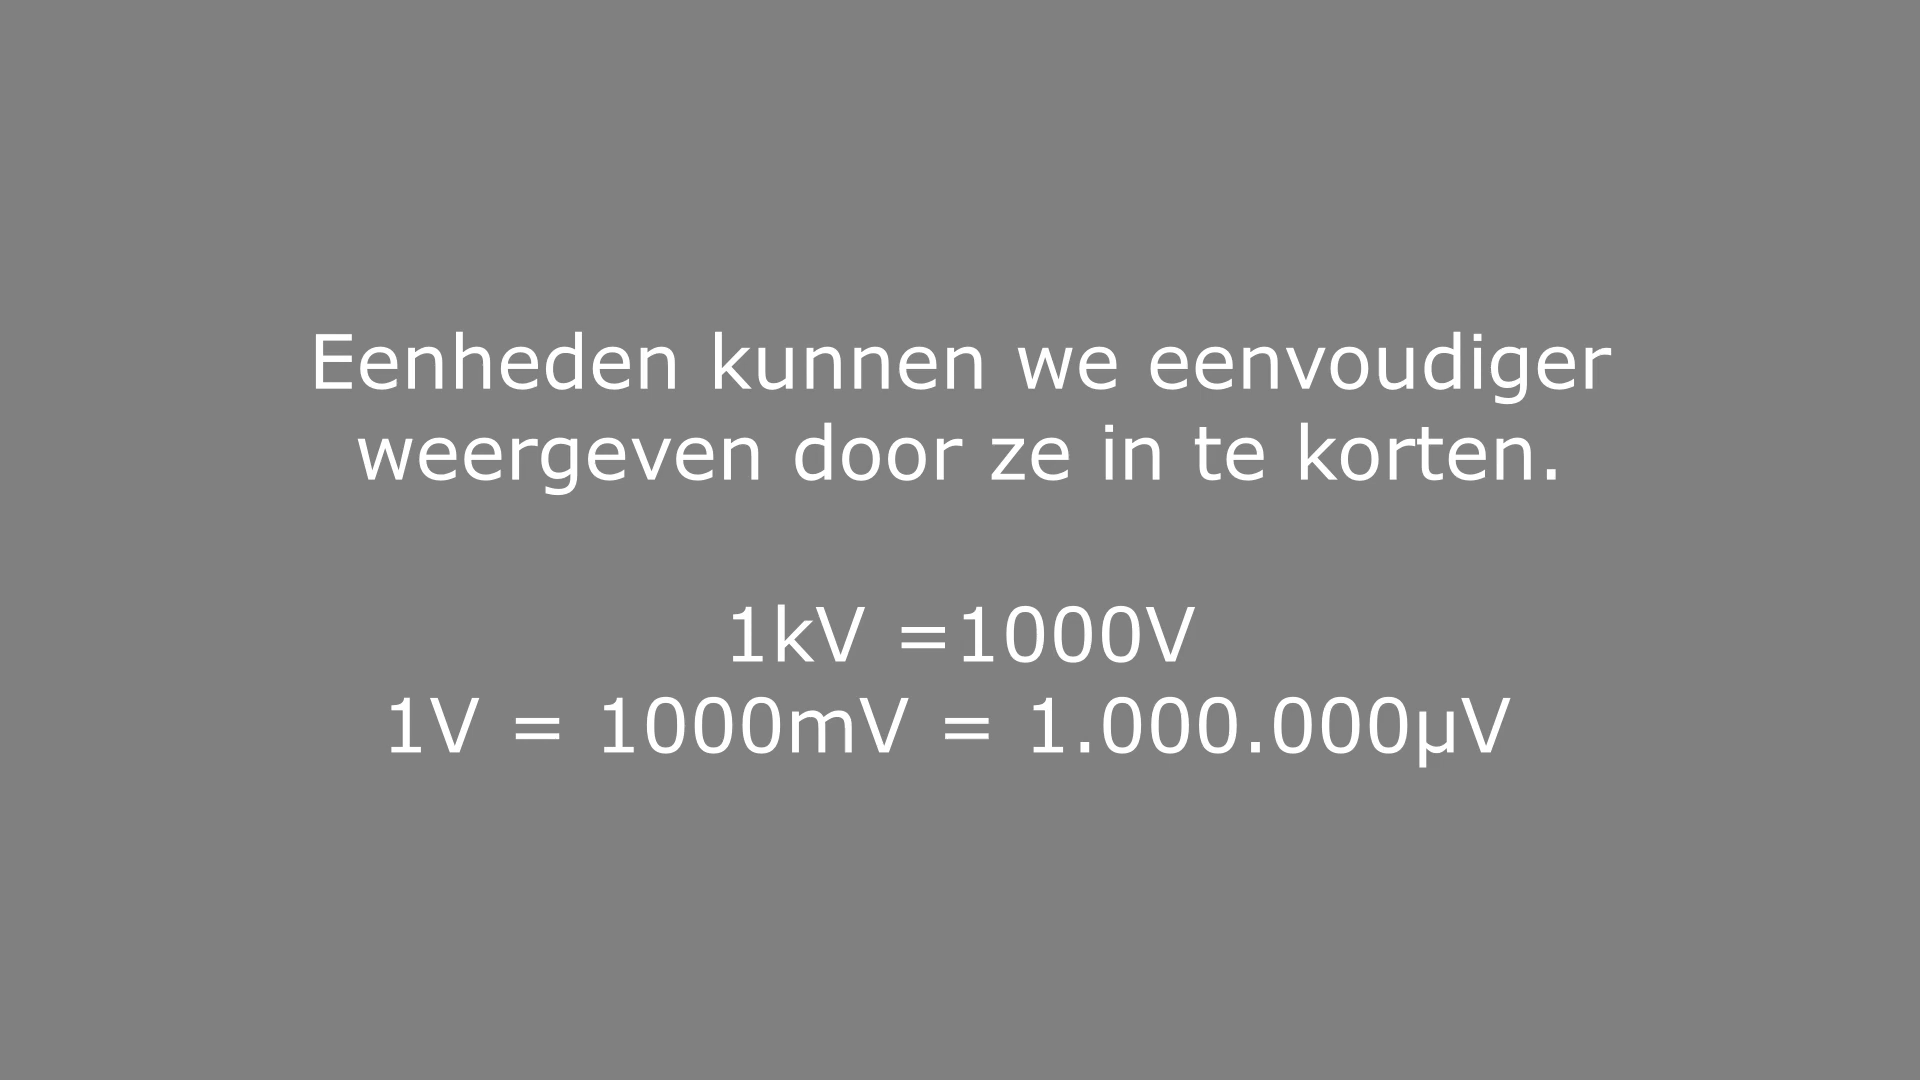 Eenheden kunnen we eenvoudiger
weergeven door ze in te korten.
1kV =1000V
1V = 1000mV = 1.000.000µV